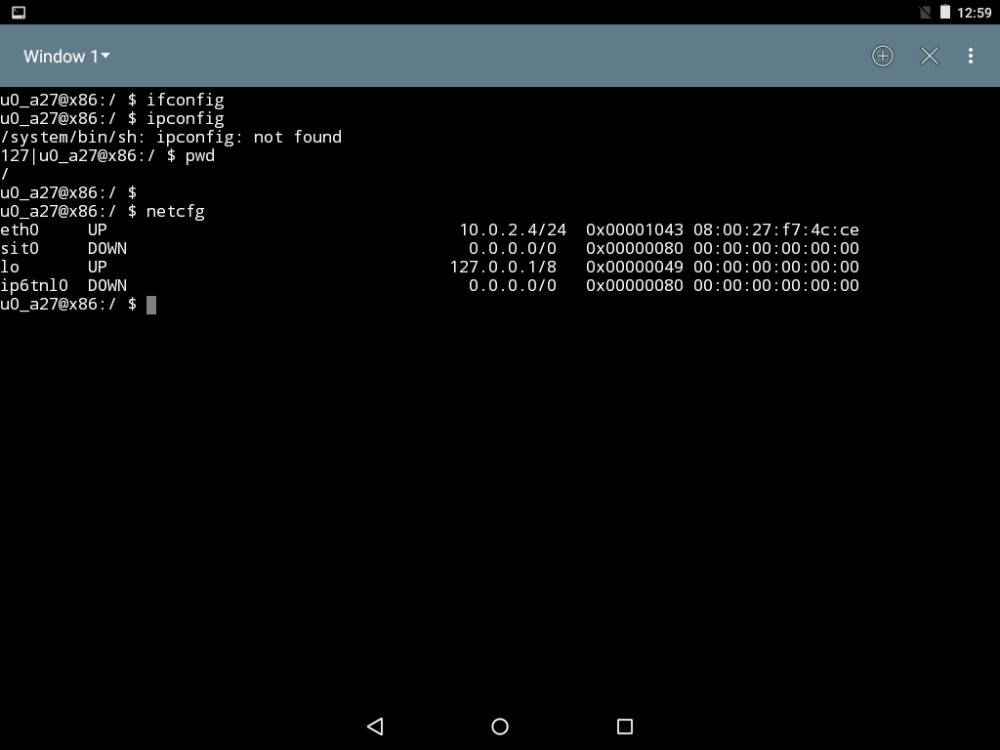 12:59
Window 1
u0_a27@x86:/ $ ifconfig
u0_a27@x86:/ $ ipconfig
/system/bin/sh: ipconfig: not found
127|u0_a27@x86:/ $ pwd
/
u0_a27@x86:/ $
u0_a27@x86:/ $ netcfg
eth0     UP                                    10.0.2.4/24  0x00001043 08:00:27:f7:4c:ce
sit0     DOWN                                   0.0.0.0/0   0x00000080 00:00:00:00:00:00
lo       UP                                   127.0.0.1/8   0x00000049 00:00:00:00:00:00
ip6tnl0  DOWN                                   0.0.0.0/0   0x00000080 00:00:00:00:00:00
u0_a27@x86:/ $